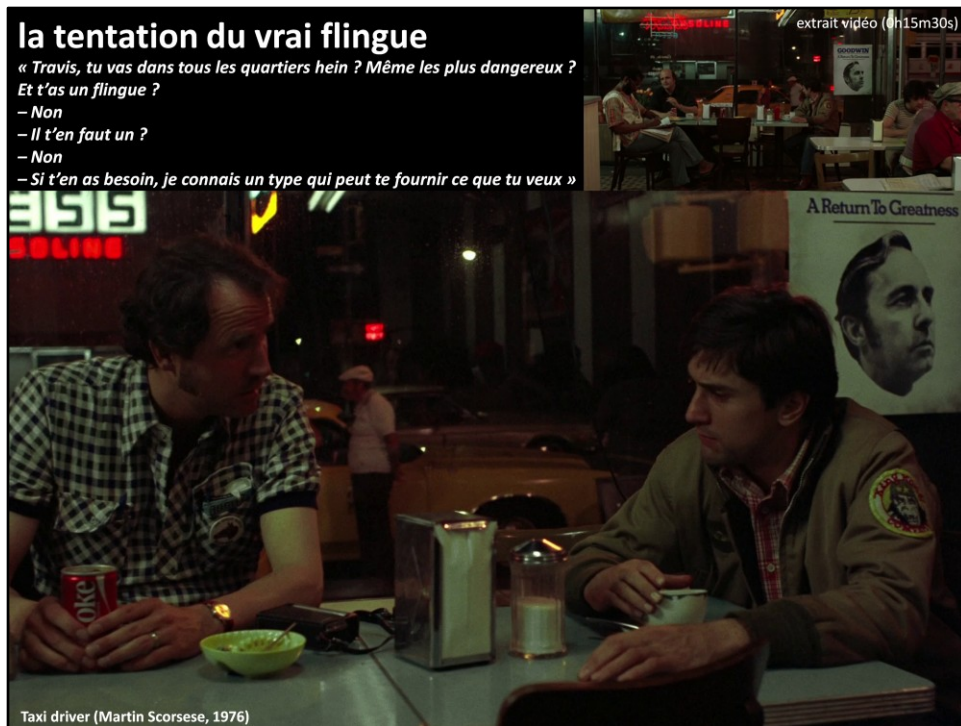 la tentation du vrai flingue
extrait vidéo (0h15m30s)
« Travis, tu vas dans tous les quartiers hein ? Même les plus dangereux ?
Et t'as un flingue ?
– Non
– Il t'en faut un ?
– Non
– Si t'en as besoin, je connais un type qui peut te fournir ce que tu veux »
GOODWIN
A Return To Greatness
coke
Taxi driver (Martin Scorsese, 1976)